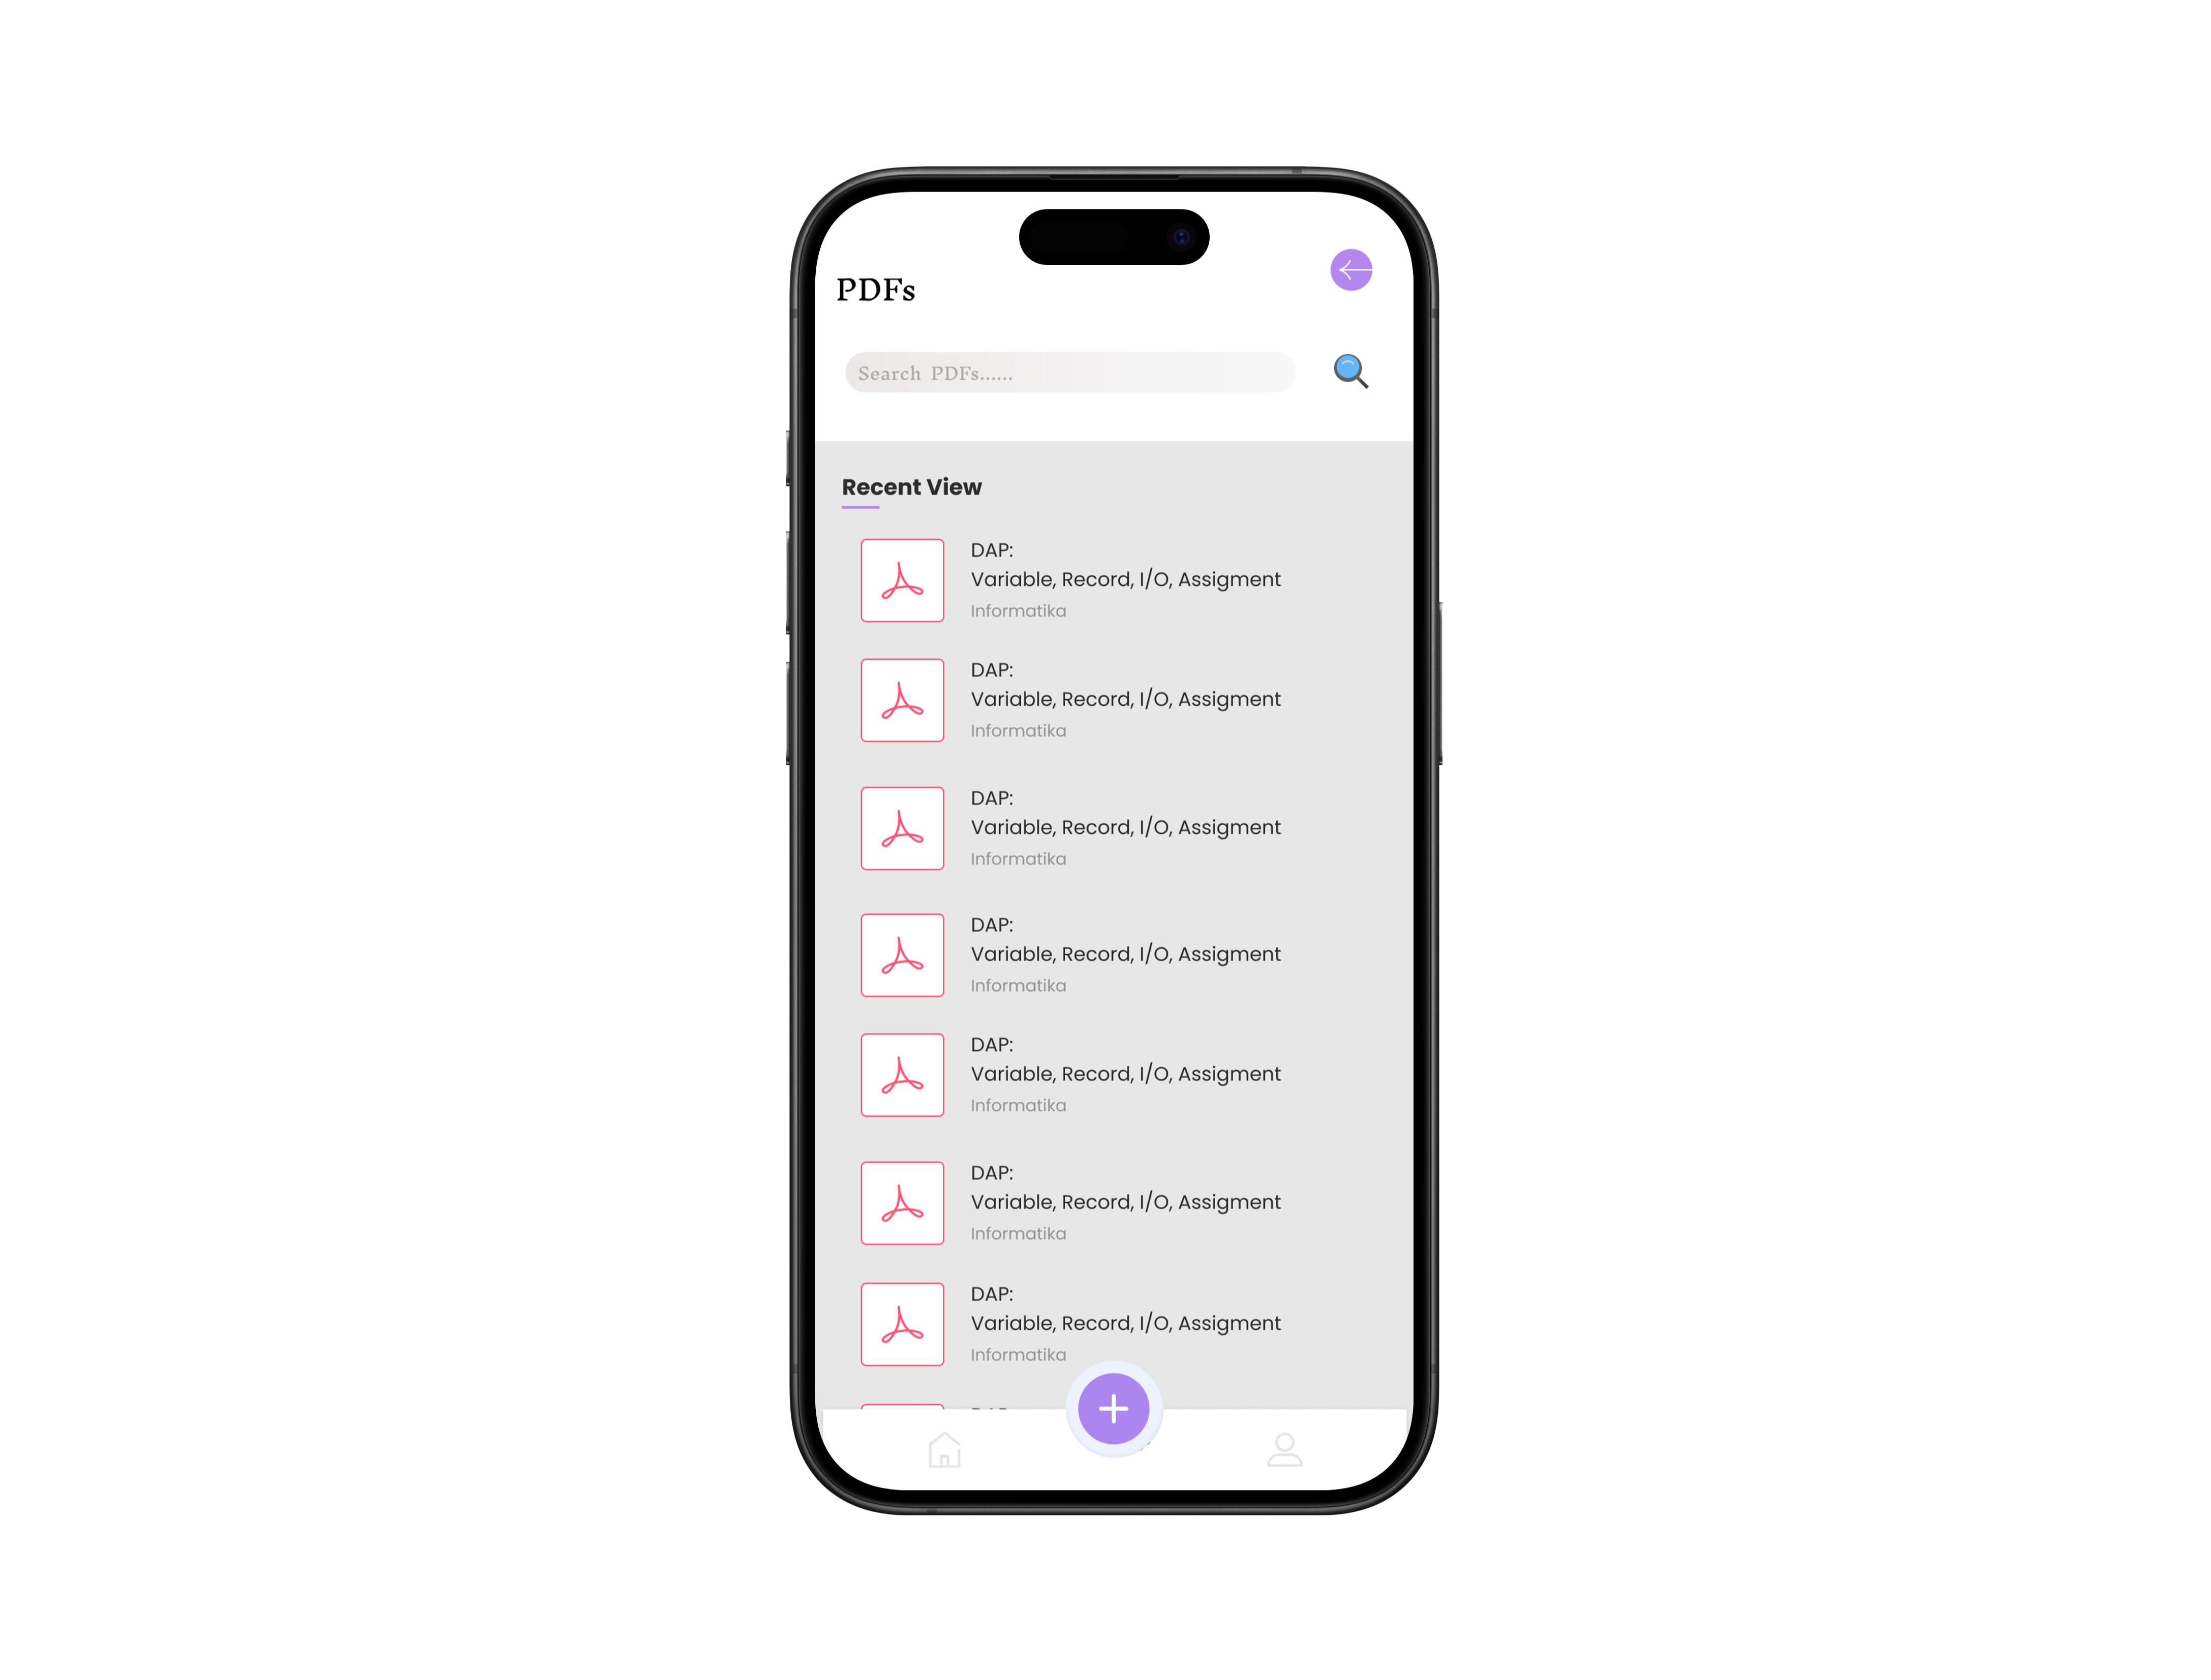 PDFs
Search PDFs......
Recent View
DAP:
Variable, Record, I/O, Assigment
Informatika
DAP:
Variable, Record, I/O, Assigment
Informatika
DAP:
Variable, Record, I/O, Assigment
Informatika
DAP:
Variable, Record, I/O, Assigment
Informatika
DAP:
Variable, Record, I/O, Assigment
Informatika
DAP:
Variable, Record, I/O, Assigment
Informatika
DAP:
Variable, Record, I/O, Assigment
Informatika